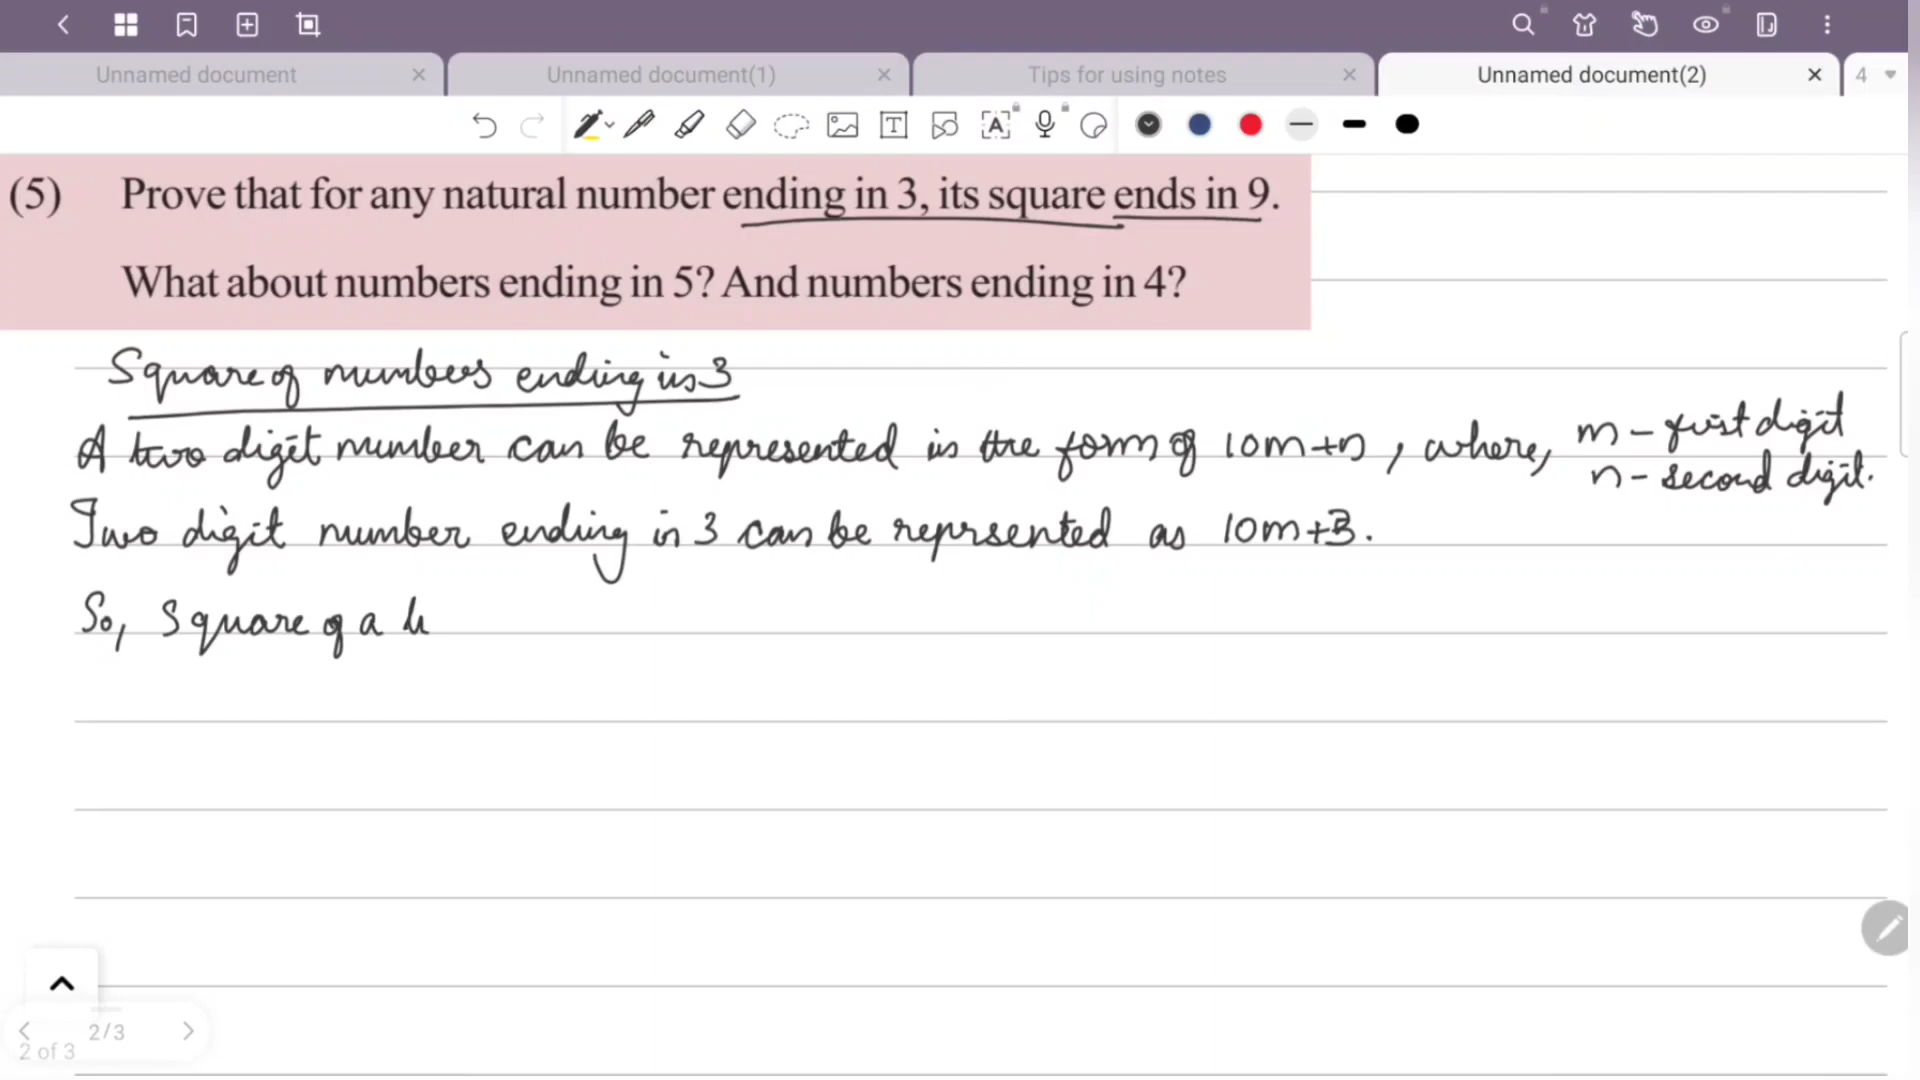 Unnamed document
Unnamed document(1)
Tips for using notes
Unnamed document(2)
4
(5) Prove that for any natural number ending in 3, its square ends in 9.
What about numbers ending in 5? And numbers ending in 4?
Square of numbers ending in 3
A two digit number can be represented in the form of 10m+n, where, m - first digit
n - second digit.
Two digit number ending in 3 can be reprsented as 10m+3.
So, Square of a
2/3
2 of 3